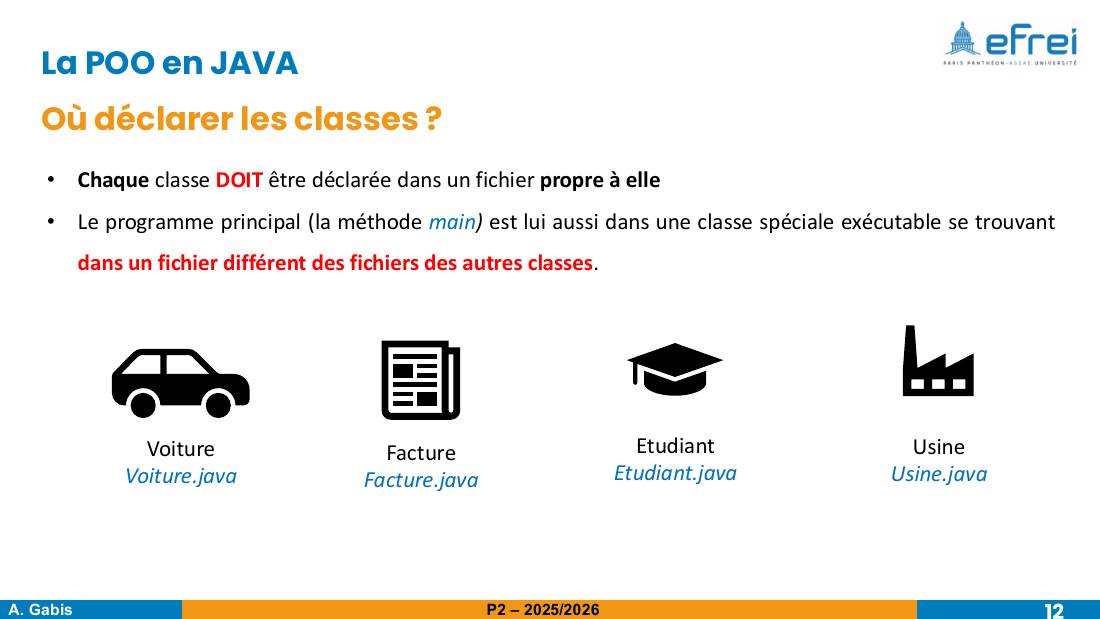 La POO en JAVA
efrei
PARIS PANTHÉON-ASSAS UNIVERSITÉ
Où déclarer les classes ?
• Chaque classe DOIT être déclarée dans un fichier propre à elle
• Le programme principal (la méthode main) est lui aussi dans une classe spéciale exécutable se trouvant
dans un fichier différent des fichiers des autres classes.
Voiture
Voiture.java
Facture
Facture.java
Etudiant
Etudiant.java
Usine
Usine.java
A. Gabis
P2 – 2025/2026
12